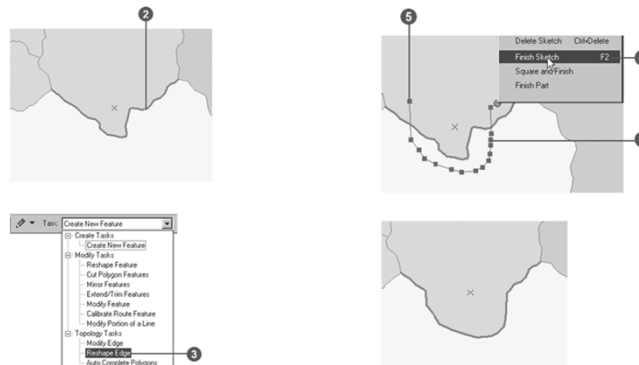 2
5
Delete Sketch Ctrl+Delete
Finish Sketch F2
Square and Finish
Finish Part
Task: Create New Feature
Create Tasks
Create New Feature
Modify Tasks
Reshape Feature
Cut Polygon Features
Mirror Features
Extend/Trim Features
Modify Feature
Calibrate Route Feature
Modify Portion of a Line
Topology Tasks
Modify Edge
Reshape Edge
3
Auto Complete Polygons